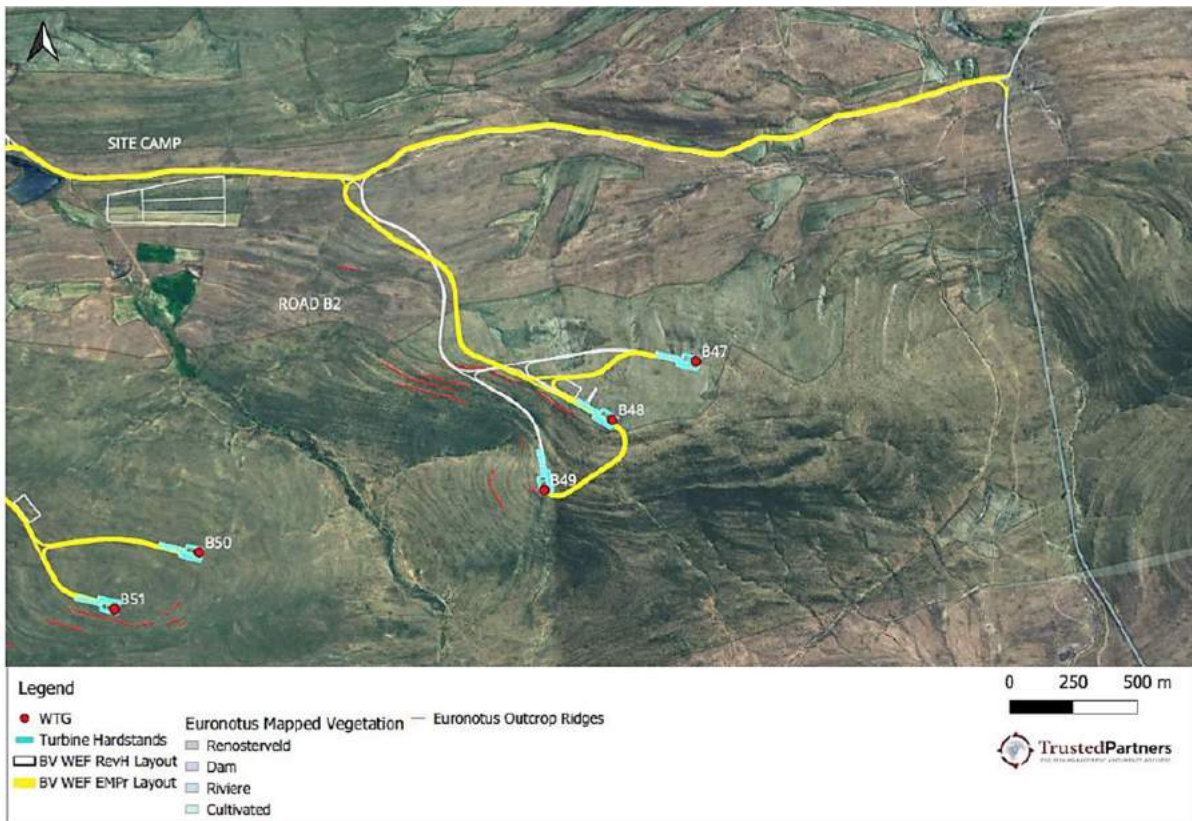 SITE CAMP
ROAD B2
B47
B48
B49
B50
B51
Legend
WTG
Turbine Hardstands
BV WEF RevH Layout
BV WEF EMPr Layout
Euronotus Mapped Vegetation
Renosterveld
Dam
Riviere
Cultivated
Euronotus Outcrop Ridges
0 250 500 m
TrustedPartners